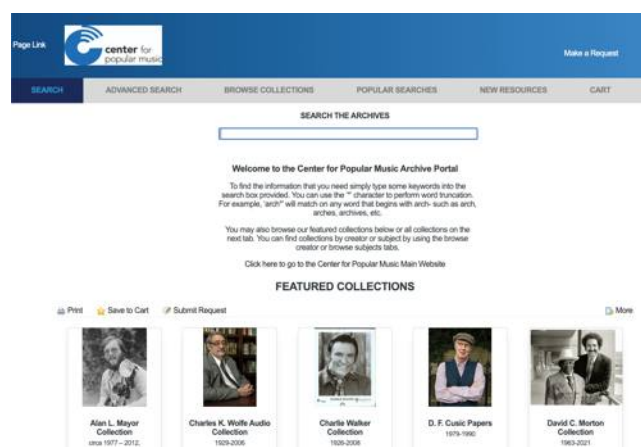 Page Link
center for
popular music
Make a Request
SEARCH
ADVANCED SEARCH
BROWSE COLLECTIONS
POPULAR SEARCHES
NEW RESOURCES
CART
SEARCH THE ARCHIVES
Welcome to the Center for Popular Music Archive Portal
To find the information that you need simply type some keywords into the
search box provided. You can use the '*' character to perform word truncation.
For example, 'arch*' will match on any word that begins with arch- such as arch,
arches, archives, etc.
You may also browse our featured collections below or all collections on the
next tab. You can find collections by creator or subject by using the browse
creator or browse subjects tabs.
Click here to go to the Center for Popular Music Main Website
FEATURED COLLECTIONS
Print
Save to Cart
Submit Request
More
Alan L. Mayor
Collection
circa 1977 – 2012.
Charles K. Wolfe Audio
Collection
1929-2006
Charlie Walker
Collection
1926-2008
D. F. Cusic Papers
1979-1990
David C. Morton
Collection
1963-2021